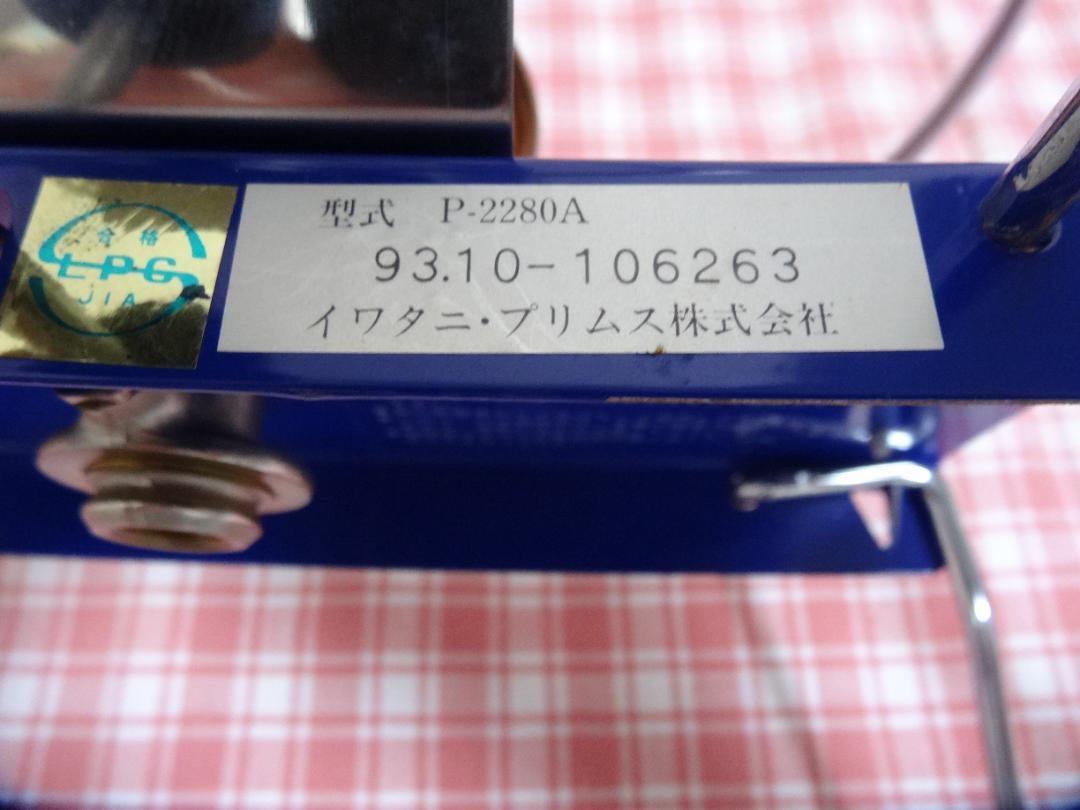 合格
LPG
JIA
型式 P-2280A
93.10-106263
イワタニ・プリムス株式会社